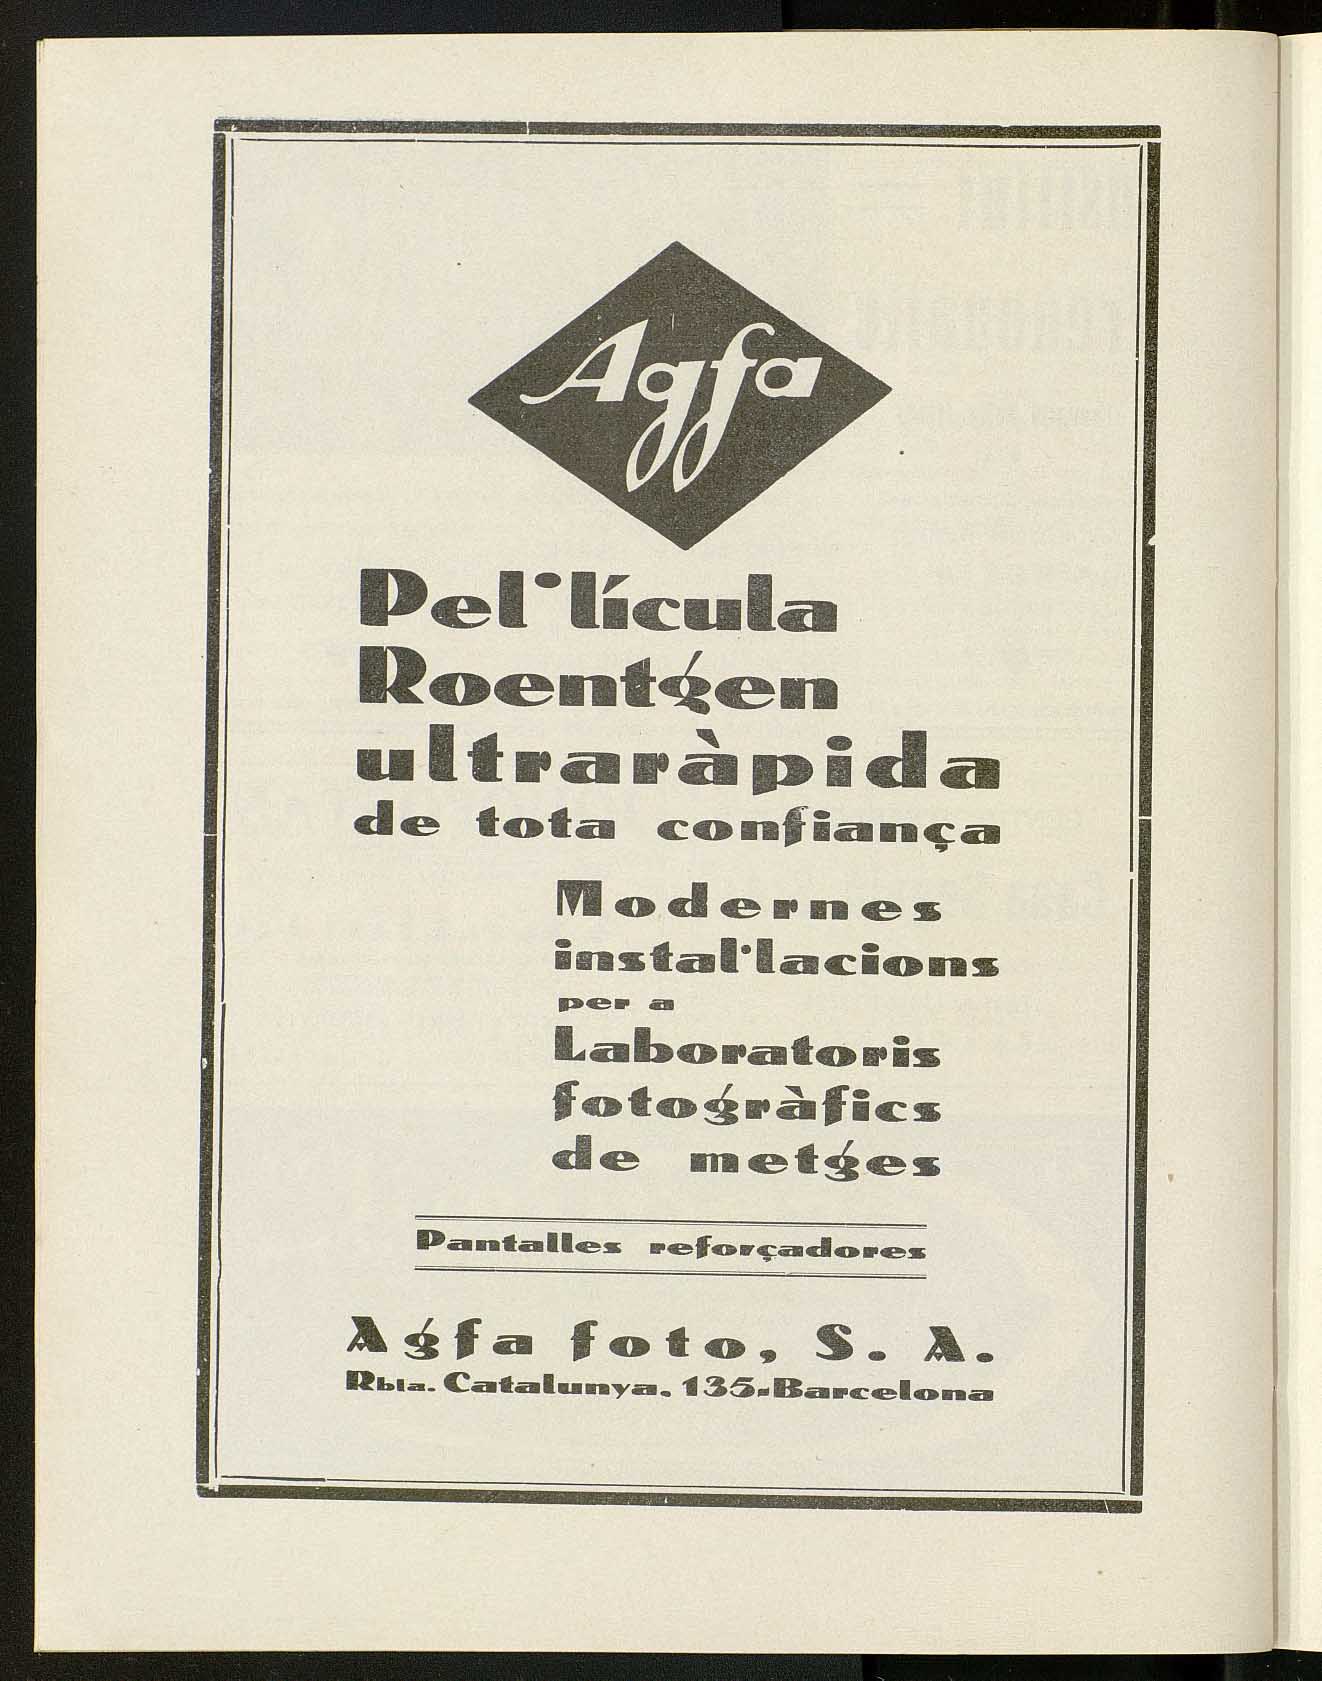 Agfa
Pel·lícula
Roentgen
ultraràpida
de tota confiança
Modernes
instal·lacions
per a
Laboratoris
fotogràfics
de metges
Pantalles reforçadores
Agfa foto, S. A.
Rbla. Catalunya, 135-Barcelona